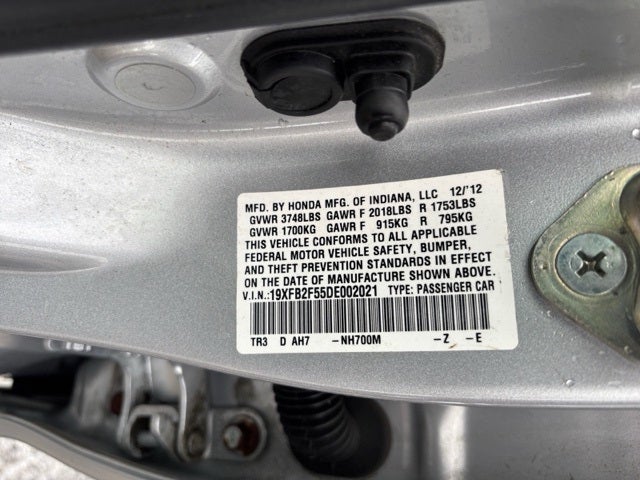 MFD. BY HONDA MFG. OF INDIANA, LLC 12/'12
GVWR 3748LBS GAWR F 2018LBS R 1753LBS
GVWR 1700KG GAWR F 915KG R 795KG
THIS VEHICLE CONFORMS TO ALL APPLICABLE
FEDERAL MOTOR VEHICLE SAFETY, BUMPER,
AND THEFT PREVENTION STANDARDS IN EFFECT
ON THE DATE OF MANUFACTURE SHOWN ABOVE.
V.I.N.:19XFB2F55DE002021 TYPE: PASSENGER CAR
TR3 D AH7 -NH700M -Z -E